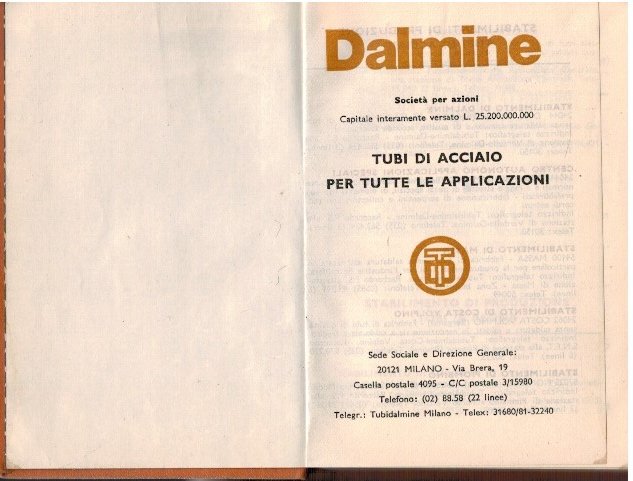 Dalmine
Società per azioni
Capitale interamente versato L. 25.200.000.000
TUBI DI ACCIAIO
PER TUTTE LE APPLICAZIONI
Sede Sociale e Direzione Generale:
20121 MILANO - Via Brera, 19
Casella postale 4095 - C/C postale 3/15980
Telefono: (02) 88.58 (22 linee)
Telegr.: Tubidalmine Milano - Telex: 31680/81-32240